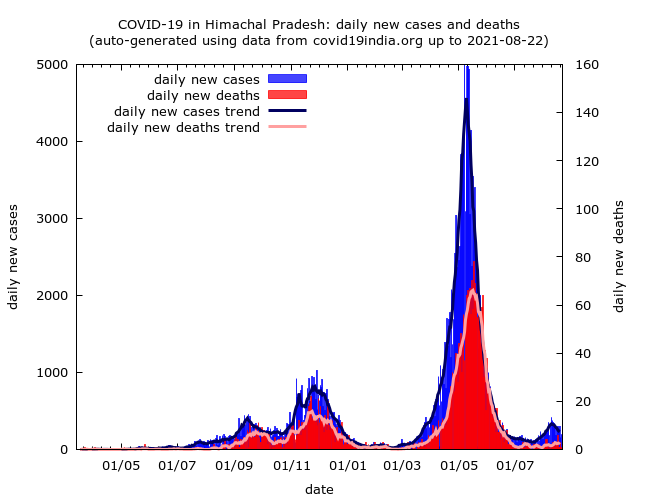 COVID-19 in Himachal Pradesh: daily new cases and deaths
(auto-generated using data from covid19india.org up to 2021-08-22)
daily new cases
daily new deaths
daily new cases trend
daily new deaths trend
5000
4000
3000
2000
1000
0
160
140
120
100
80
60
40
20
0
daily new cases
daily new deaths
01/05 01/07 01/09 01/11 01/01 01/03 01/05 01/07
date